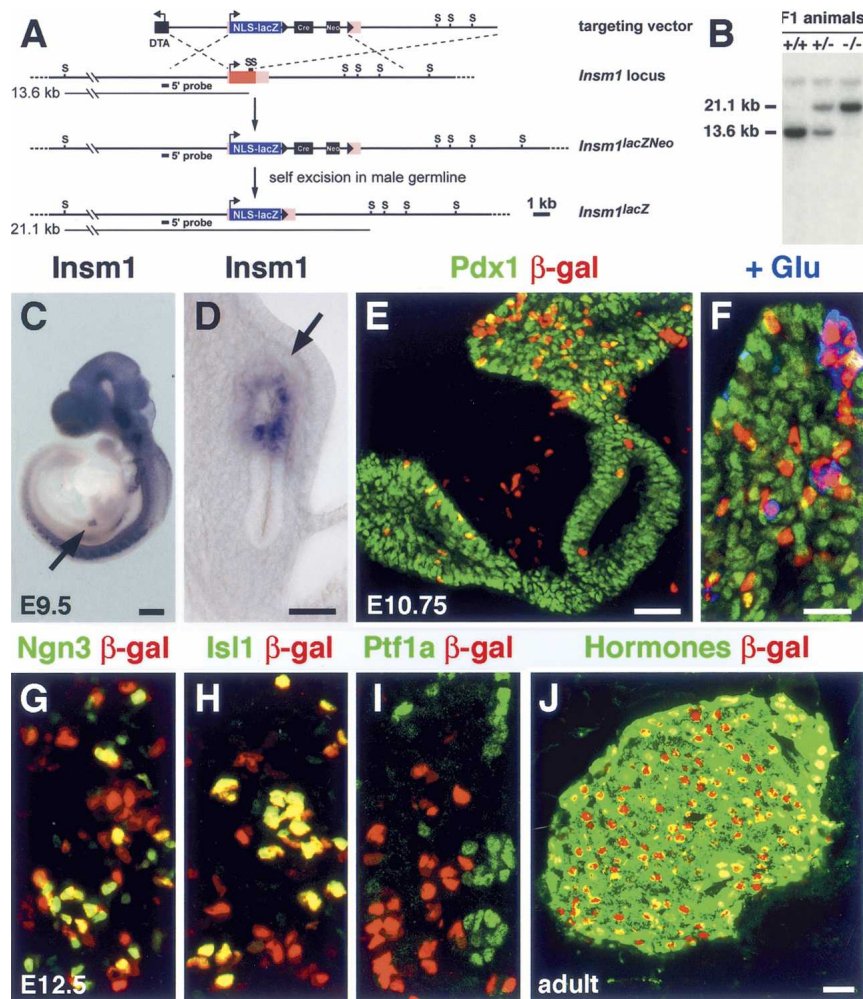 A
DTA
NLS-lacZ
Cre
Neo
S S S S
targeting vector
S
SS
S S S S
Insm1 locus
5' probe
13.6 kb
S
NLS-lacZ
Cre
Neo
S S S S
Insm1lacZNeo
5' probe
self excision in male germline
1 kb
S
NLS-lacZ
S S S S
Insm1lacZ
5' probe
21.1 kb
B
F1 animals
+/+ +/- -/-
21.1 kb
13.6 kb
Insm1
Insm1
Pdx1 β-gal
+ Glu
C
E9.5
D
E
E10.75
F
Ngn3 β-gal
Isl1 β-gal
Ptf1a β-gal
Hormones β-gal
G
E12.5
H
I
J
adult